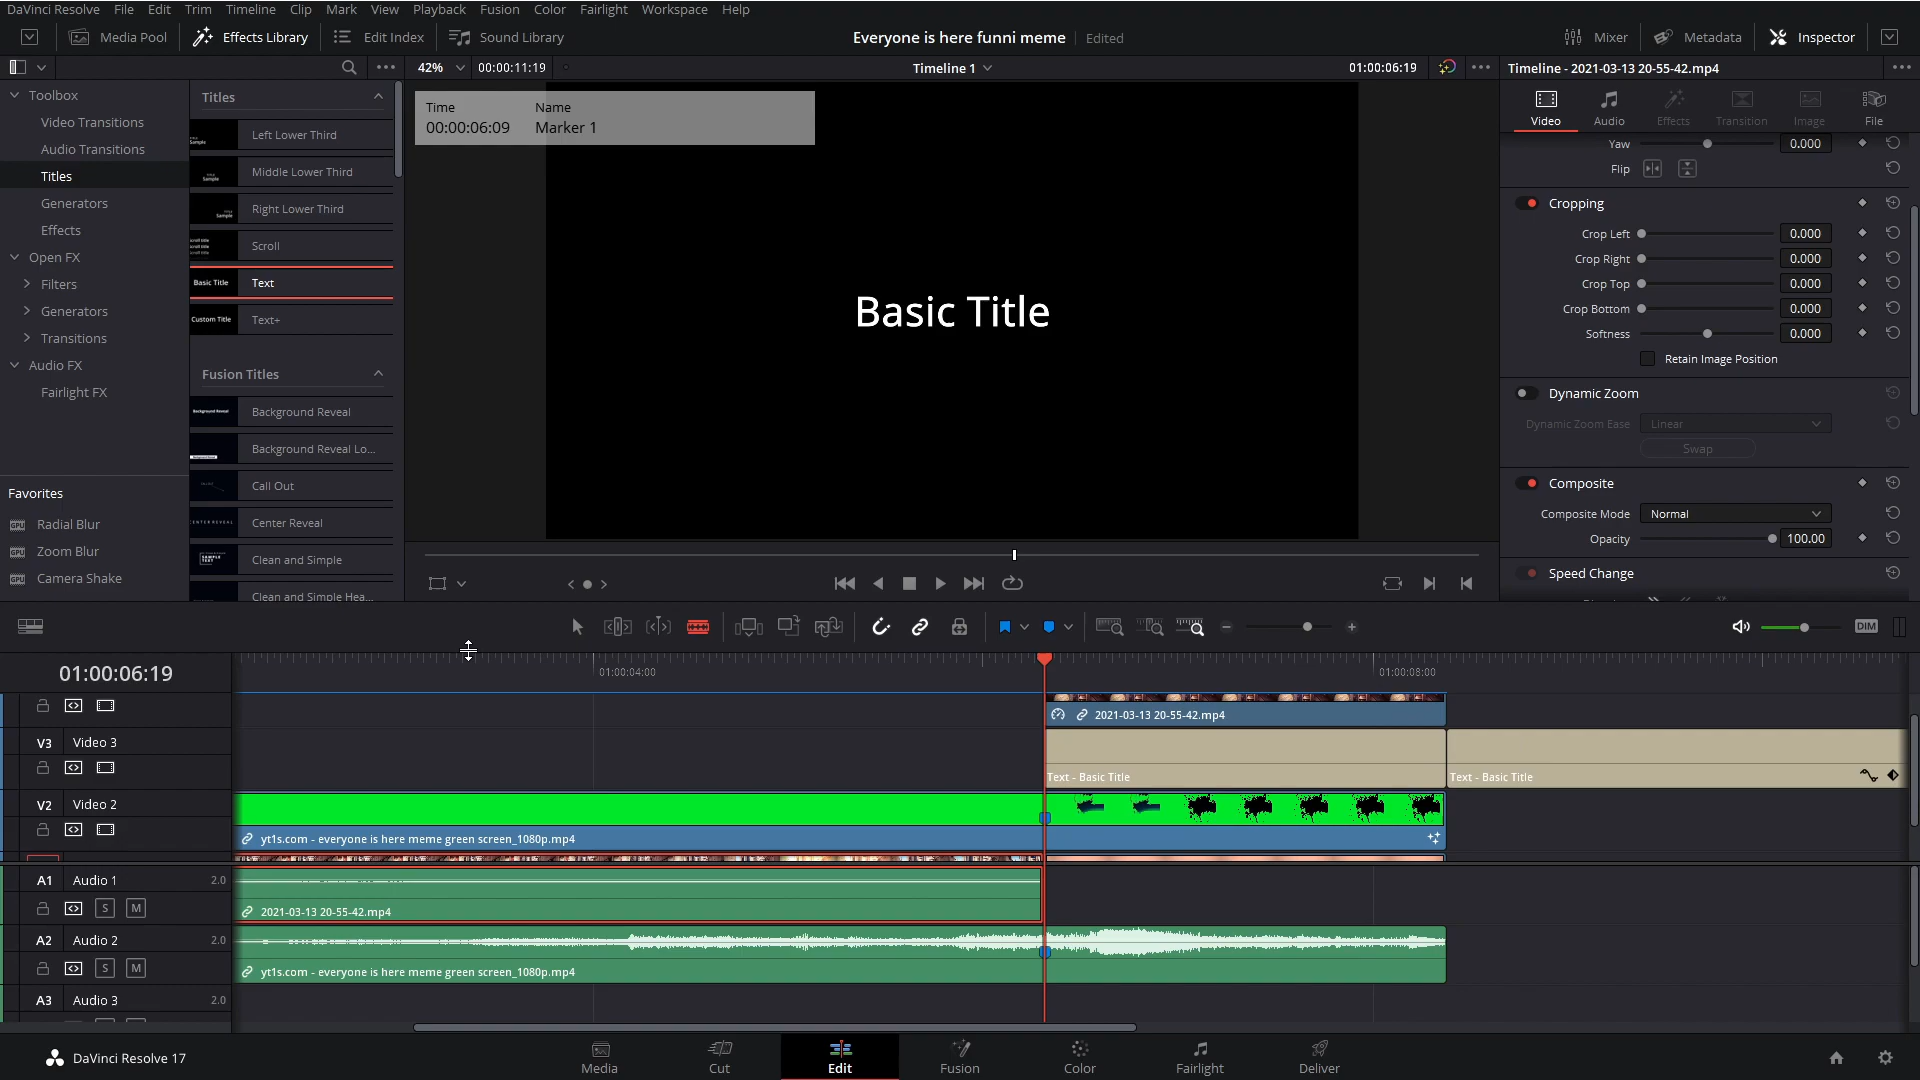 DaVinci Resolve File Edit Trim Timeline Clip Mark View Playback Fusion Color Fairlight Workspace Help
Media Pool Effects Library Edit Index Sound Library Everyone is here funni meme Edited Mixer Metadata Inspector
42% 00:00:11:19 Timeline 1 01:00:06:19 Timeline - 2021-03-13 20-55-42.mp4
Toolbox
Video Transitions
Audio Transitions
Titles
Generators
Effects
Open FX
Filters
Generators
Transitions
Audio FX
Fairlight FX
Favorites
Radial Blur
Zoom Blur
Camera Shake
Titles
Left Lower Third
Middle Lower Third
Right Lower Third
Scroll
Basic Title Text
Custom Title Text+
Fusion Titles
Background Reveal
Background Reveal Lo...
Call Out
Center Reveal
Clean and Simple
Clean and Simple Hea...
Time Name
00:00:06:09 Marker 1
Basic Title
Video Audio Effects Transition Image File
Yaw 0.000
Flip
Cropping
Crop Left 0.000
Crop Right 0.000
Crop Top 0.000
Crop Bottom 0.000
Softness 0.000
Retain Image Position
Dynamic Zoom
Dynamic Zoom Ease Linear
Swap
Composite
Composite Mode Normal
Opacity 100.00
Speed Change
DIM
01:00:06:19
01:00:04:00 01:00:08:00
2021-03-13 20-55-42.mp4
V3 Video 3
Text - Basic Title Text - Basic Title
V2 Video 2
yt1s.com - everyone is here meme green screen_1080p.mp4
A1 Audio 1 2.0
S M
2021-03-13 20-55-42.mp4
A2 Audio 2 2.0
S M
yt1s.com - everyone is here meme green screen_1080p.mp4
A3 Audio 3 2.0
DaVinci Resolve 17 Media Cut Edit Fusion Color Fairlight Deliver